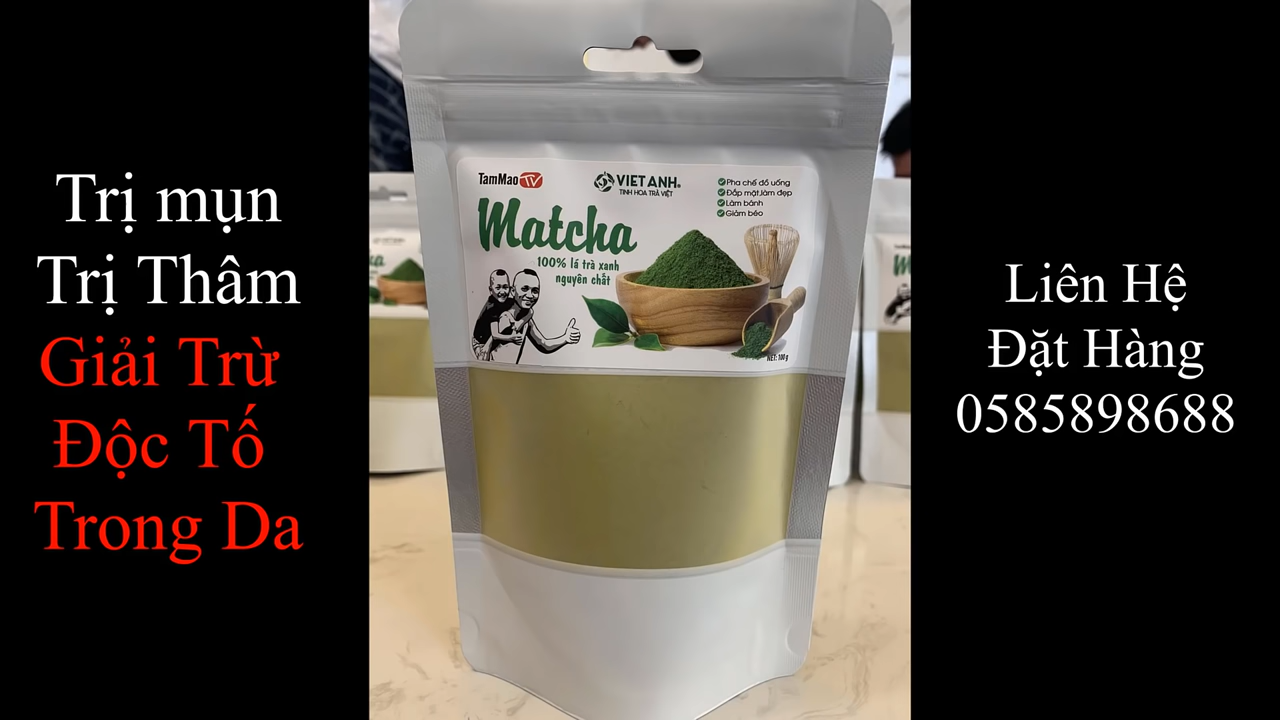 Trị mụn
Trị Thâm
Giải Trừ
Độc Tố
Trong Da
TamMao TV
VIET ANH®
TINH HOA TRÀ VIỆT
Pha chế đồ uống
Đắp mặt,làm đẹp
Làm bánh
Giảm béo
Matcha
100% lá trà xanh
nguyên chất
NET: 100g
Liên Hệ
Đặt Hàng
0585898688